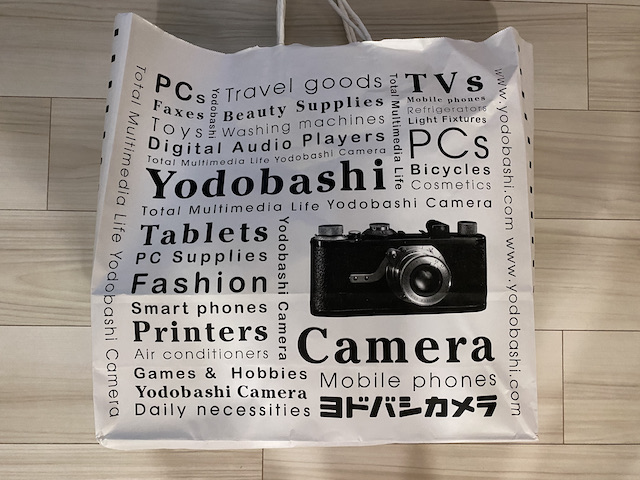 Total Multimedia Life Yodobashi Camera
PCs
Faxes
Toys
Yodobashi
Travel goods
Beauty Supplies
Washing machines
Digital Audio Players
Total Multimedia Life Yodobashi Camera
Total Multimedia Life
TVs
Mobile phones
Refrigerators
Light Fixtures
PCs
Bicycles
Cosmetics
Yodobashi
Total Multimedia Life Yodobashi Camera
Tablets
PC Supplies
Fashion
Smart phones
Printers
Air conditioners
Yodobashi Camera
Camera
Games & Hobbies
Yodobashi Camera
Daily necessities
Mobile phones
ヨドバシカメラ
www.yodobashi.com www.yodobashi.com